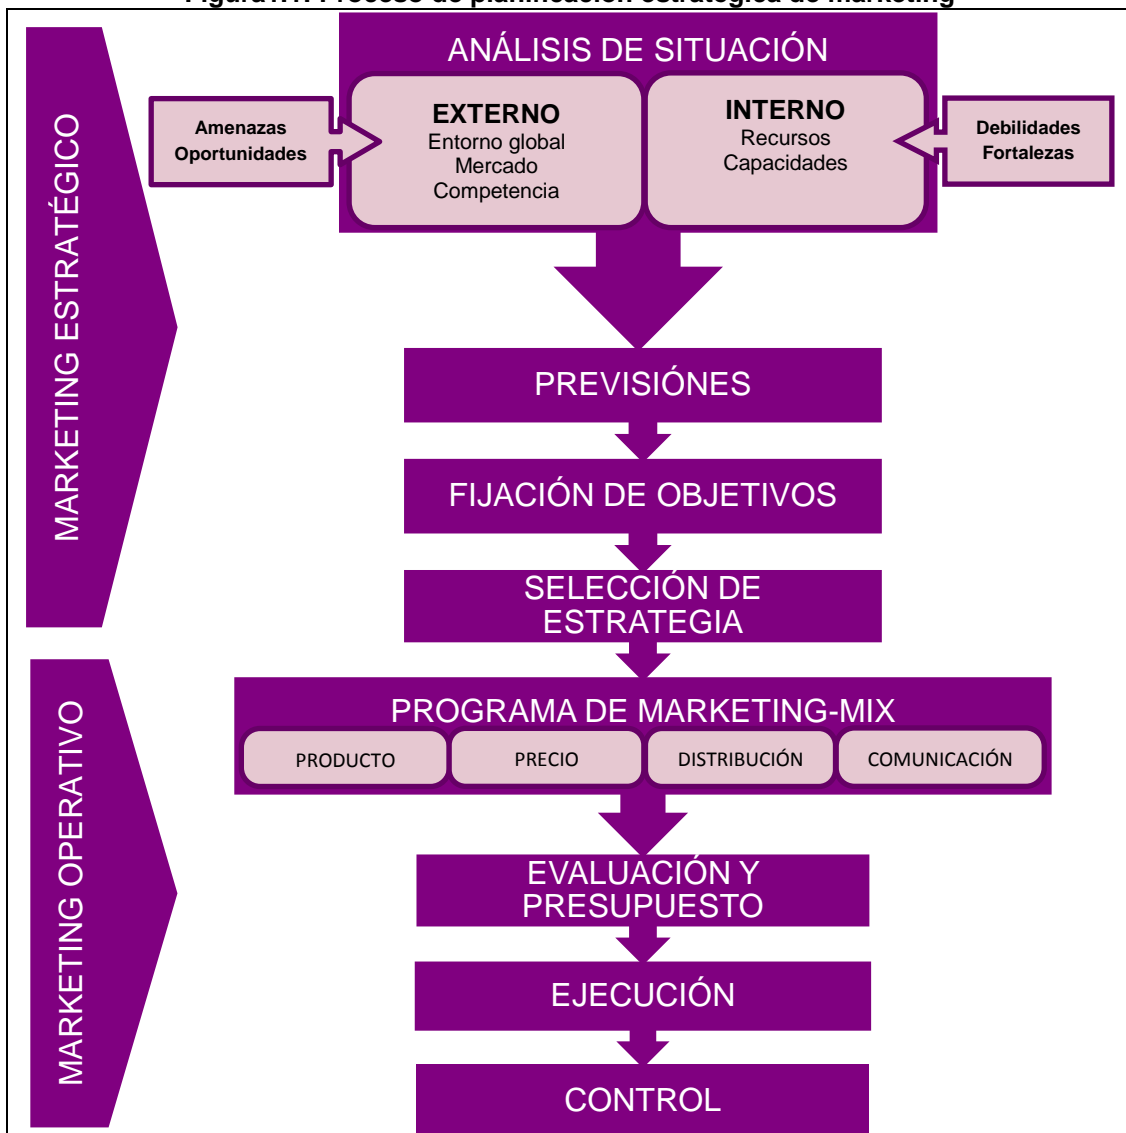 ANÁLISIS DE SITUACIÓN
Amenazas
Oportunidades
EXTERNO
Entorno global
Mercado
Competencia
INTERNO
Recursos
Capacidades
Debilidades
Fortalezas
MARKETING ESTRATÉGICO
PREVISIÓNES
FIJACIÓN DE OBJETIVOS
SELECCIÓN DE
ESTRATEGIA
MARKETING OPERATIVO
PROGRAMA DE MARKETING-MIX
PRODUCTO
PRECIO
DISTRIBUCIÓN
COMUNICACIÓN
EVALUACIÓN Y
PRESUPUESTO
EJECUCIÓN
CONTROL